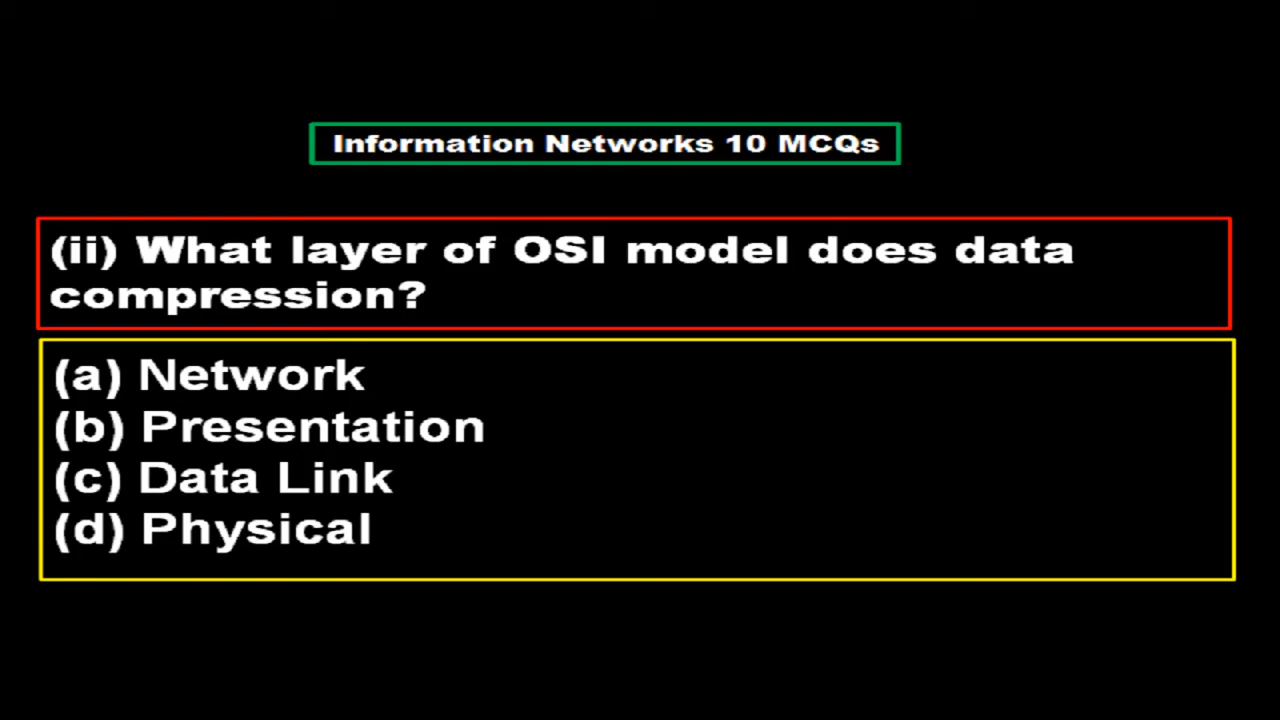 Information Networks 10 MCQs
(ii) What layer of OSI model does data
compression?
(a) Network
(b) Presentation
(c) Data Link
(d) Physical